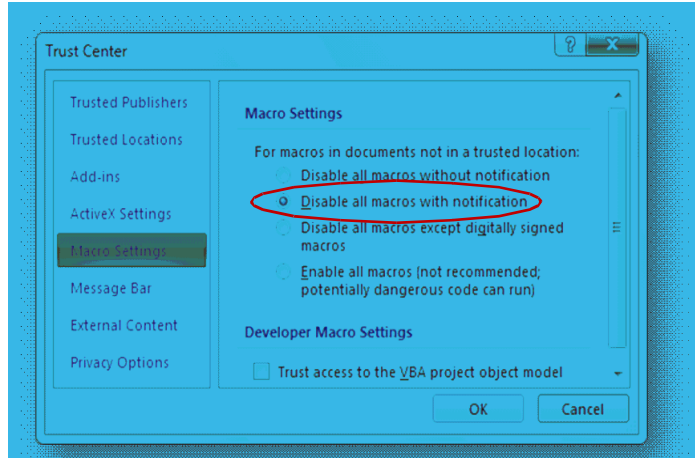 Trust Center
Trusted Publishers
Trusted Locations
Add-ins
ActiveX Settings
Macro Settings
Message Bar
External Content
Privacy Options
Macro Settings
For macros in documents not in a trusted location:
Disable all macros without notification
Disable all macros with notification
Disable all macros except digitally signed
macros
Enable all macros (not recommended;
potentially dangerous code can run)
Developer Macro Settings
Trust access to the VBA project object model
OK
Cancel